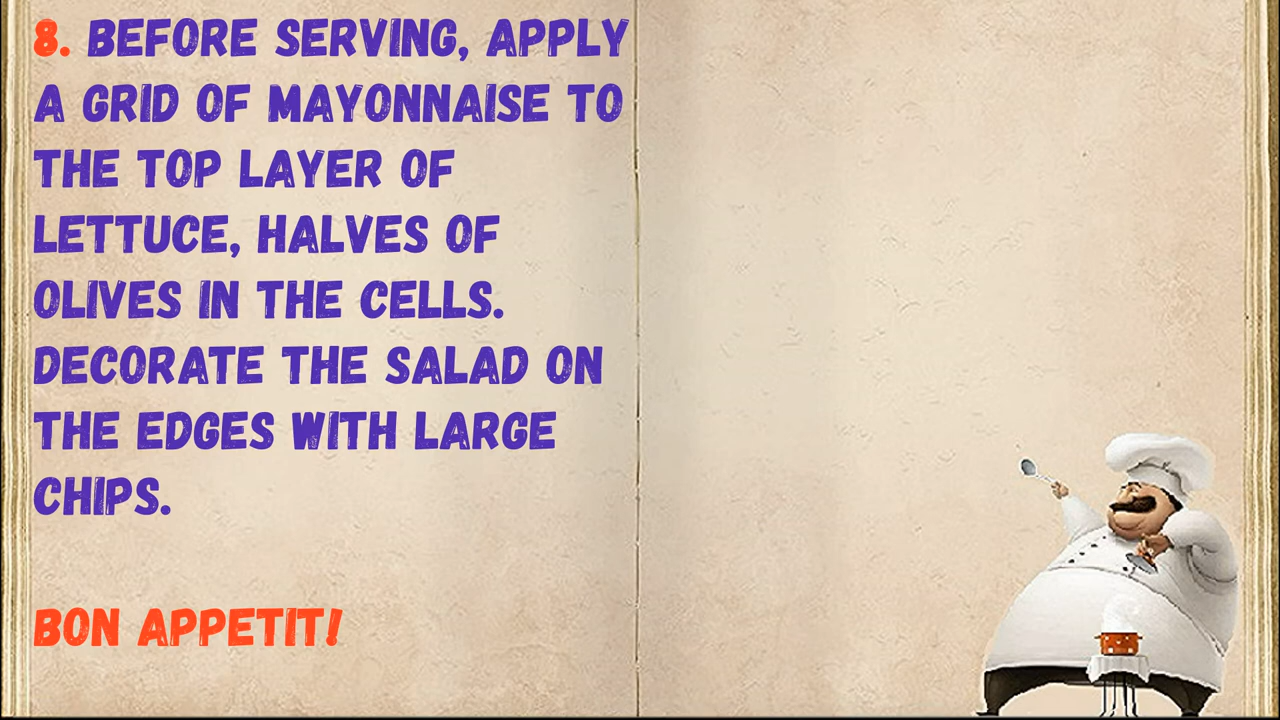 8. BEFORE SERVING, APPLY
A GRID OF MAYONNAISE TO
THE TOP LAYER OF
LETTUCE, HALVES OF
OLIVES IN THE CELLS.
DECORATE THE SALAD ON
THE EDGES WITH LARGE
CHIPS.
BON APPETIT!